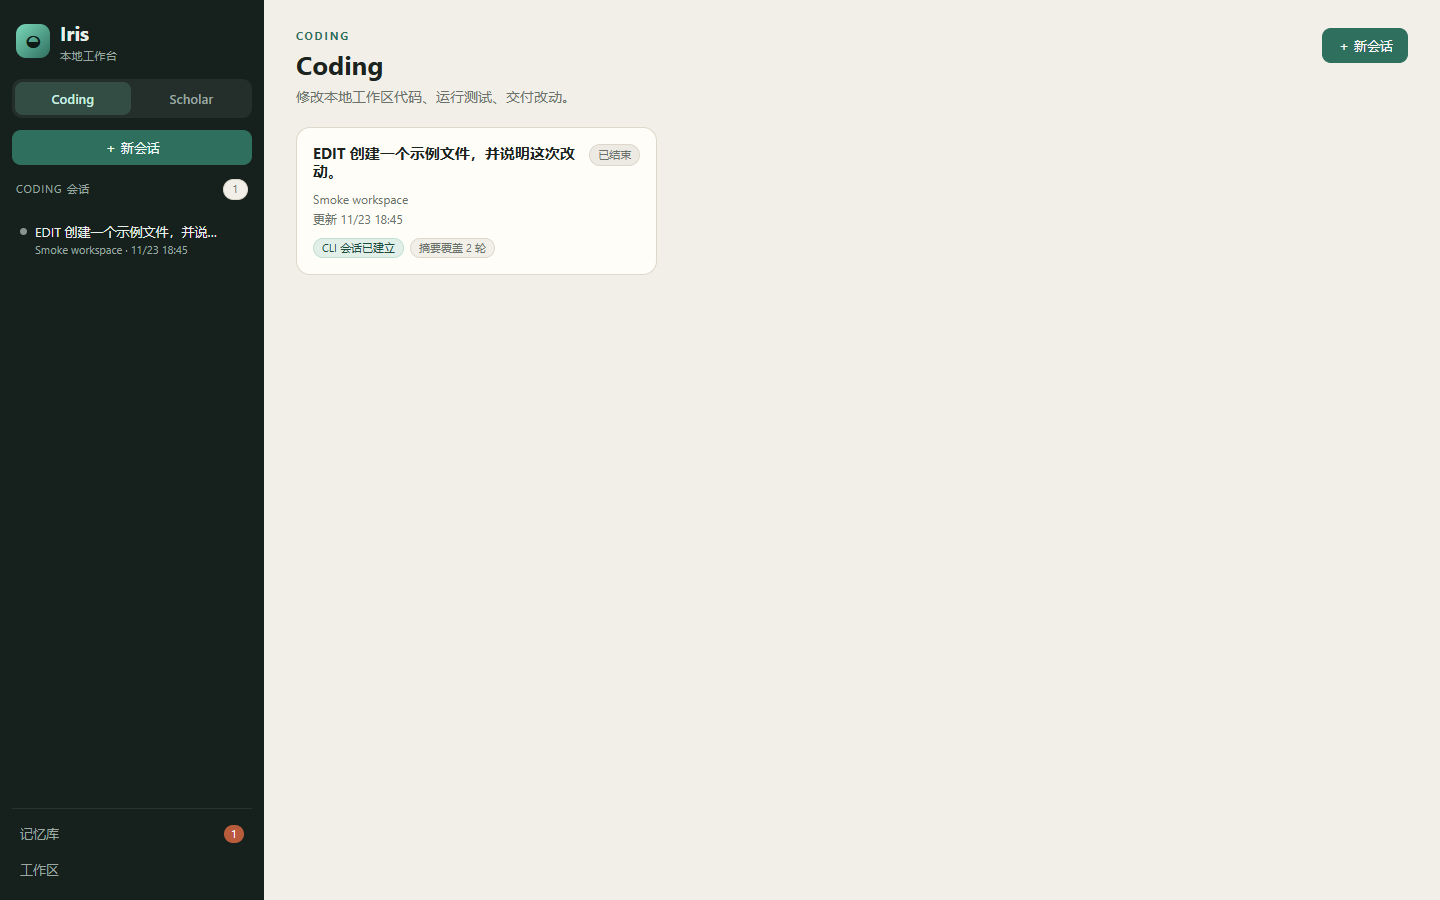 Iris
本地工作台
Coding
Scholar
+ 新会话
CODING 会话
1
EDIT 创建一个示例文件，并说...
Smoke workspace · 11/23 18:45
记忆库
1
工作区
CODING
Coding
修改本地工作区代码、运行测试、交付改动。
+ 新会话
EDIT 创建一个示例文件，并说明这次改
动。
已结束
Smoke workspace
更新 11/23 18:45
CLI 会话已建立
摘要覆盖 2 轮